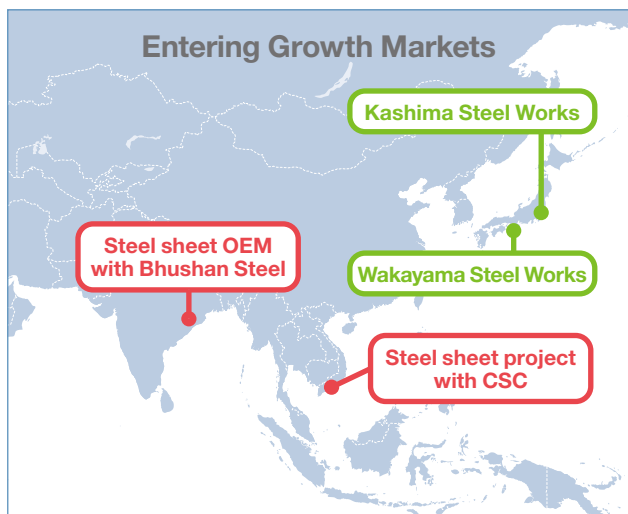 Entering Growth Markets
Kashima Steel Works
Steel sheet OEM
with Bhushan Steel
Wakayama Steel Works
Steel sheet project
with CSC